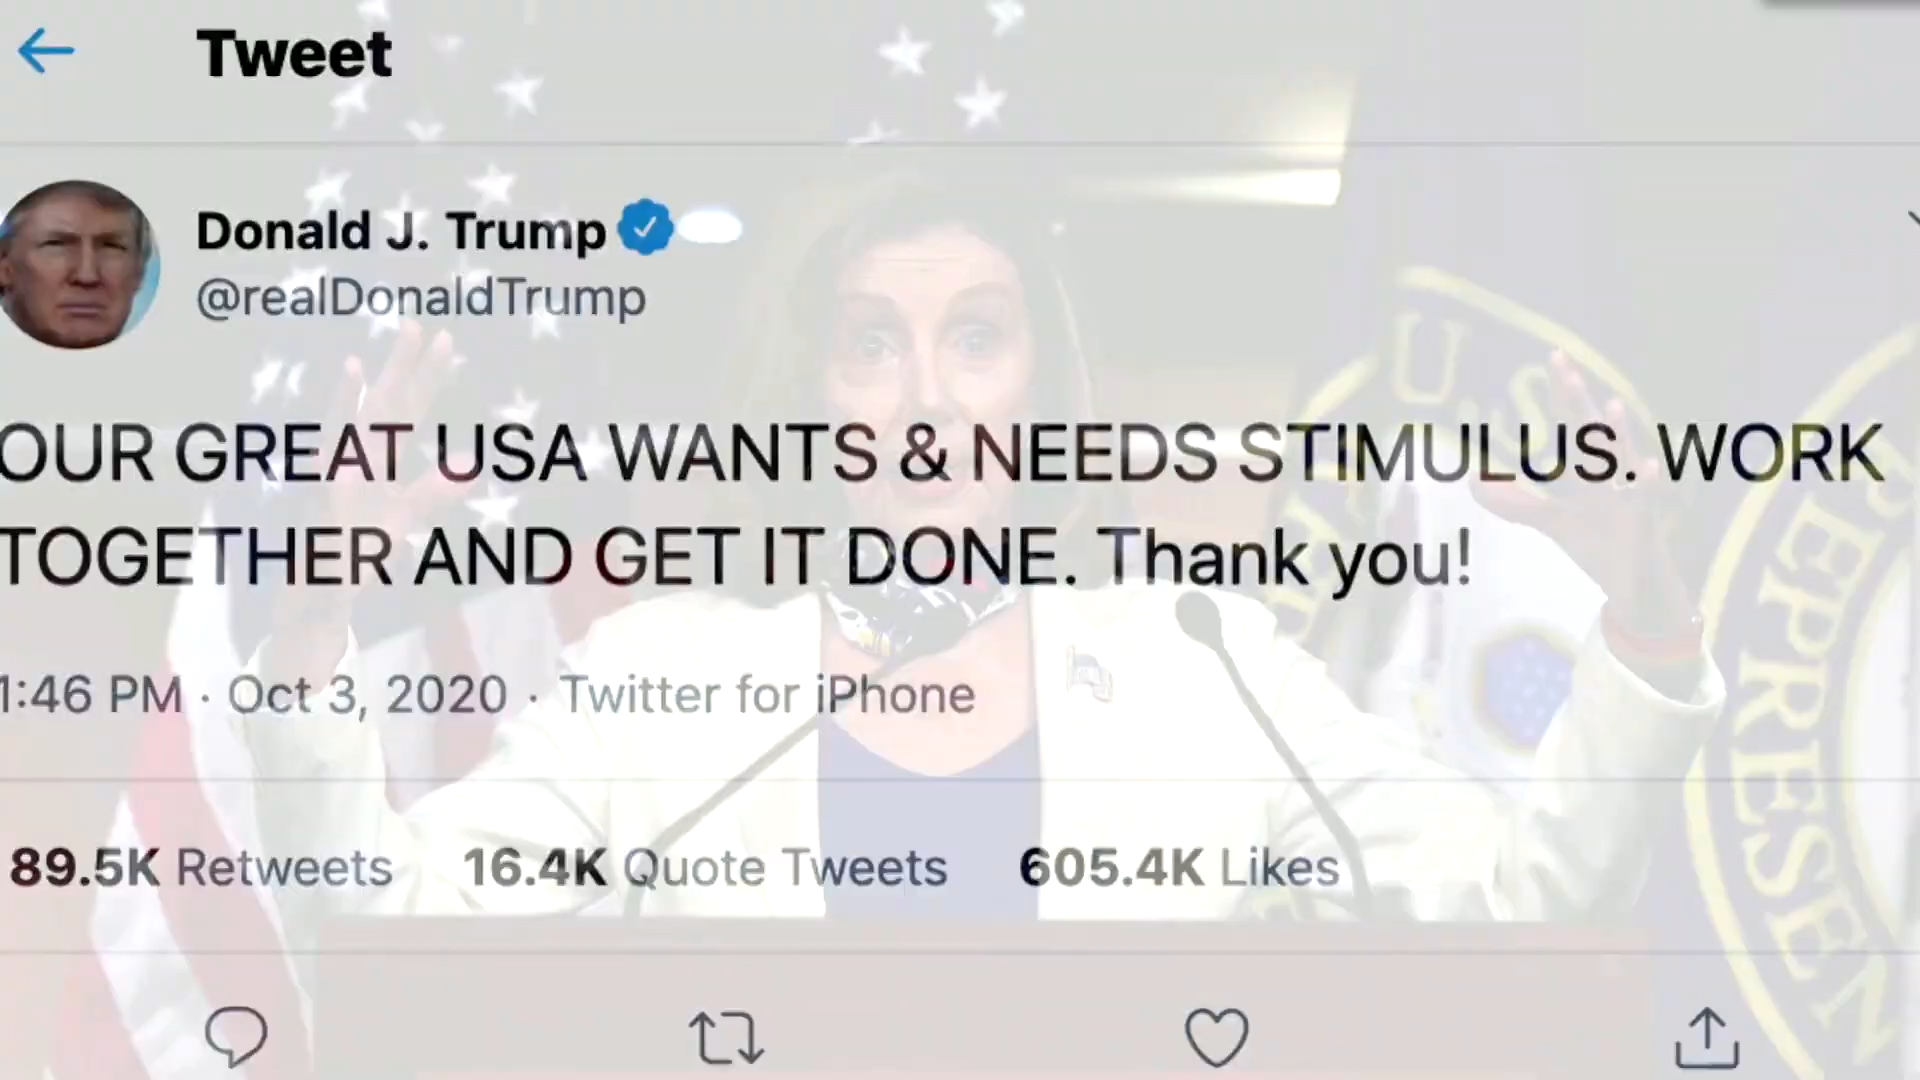 Tweet
Donald J. Trump
@realDonaldTrump
OUR GREAT USA WANTS & NEEDS STIMULUS. WORK
TOGETHER AND GET IT DONE. Thank you!
1:46 PM · Oct 3, 2020 · Twitter for iPhone
89.5K Retweets 16.4K Quote Tweets 605.4K Likes
U S
REPRESEN